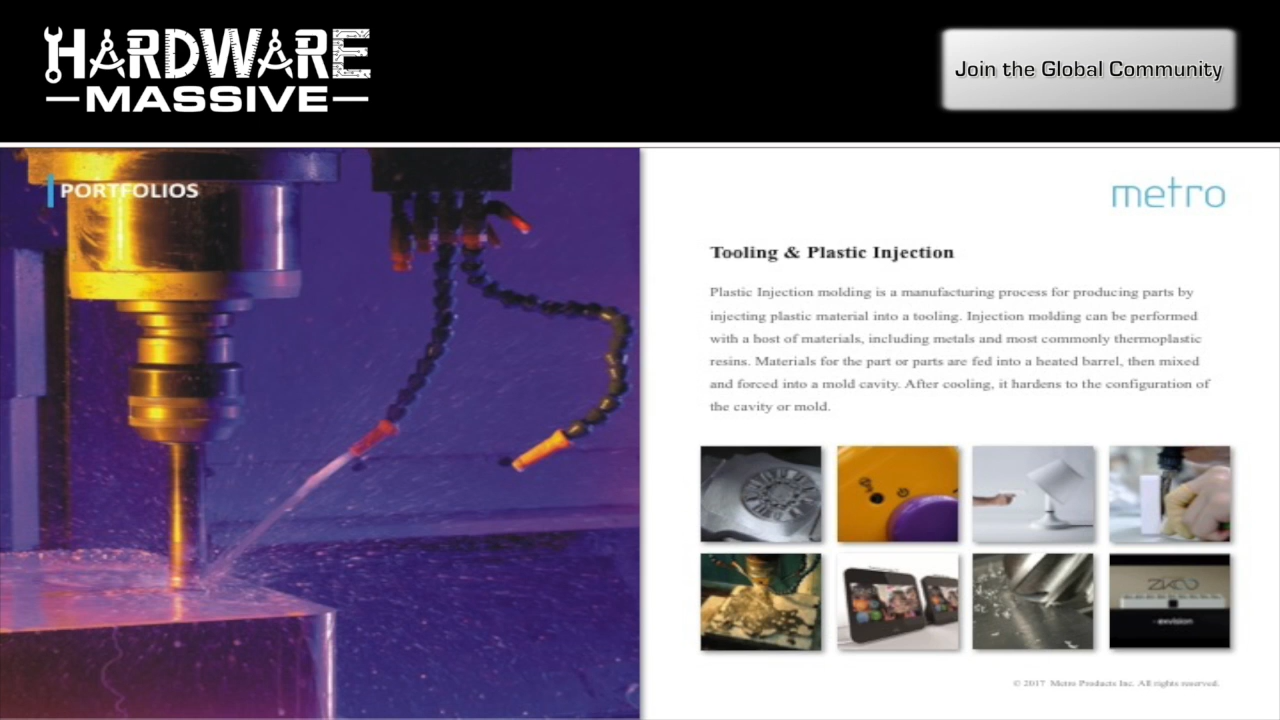 HARDWARE
MASSIVE
Join the Global Community
PORTFOLIOS
metro
Tooling & Plastic Injection
Plastic Injection molding is a manufacturing process for producing parts by
injecting plastic material into a tooling. Injection molding can be performed
with a host of materials, including metals and most commonly thermoplastic
resins. Materials for the part or parts are fed into a heated barrel, then mixed
and forced into a mold cavity. After cooling, it hardens to the configuration of
the cavity or mold.
exvision
© 2017 Metro Products Inc. All rights reserved.